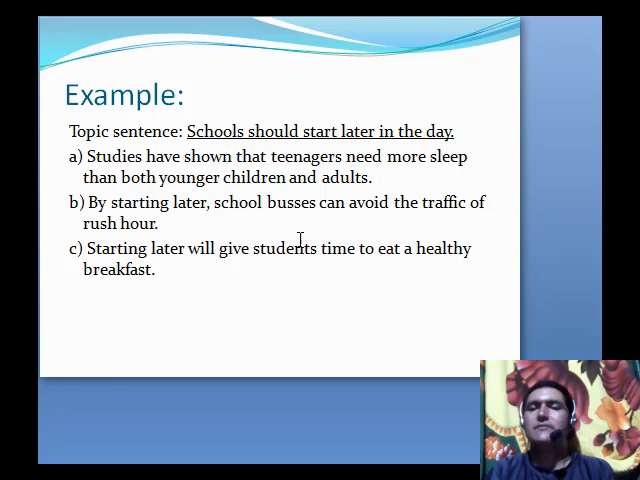 Example:
Topic sentence: Schools should start later in the day.
a) Studies have shown that teenagers need more sleep
than both younger children and adults.
b) By starting later, school busses can avoid the traffic of
rush hour.
c) Starting later will give students time to eat a healthy
breakfast.